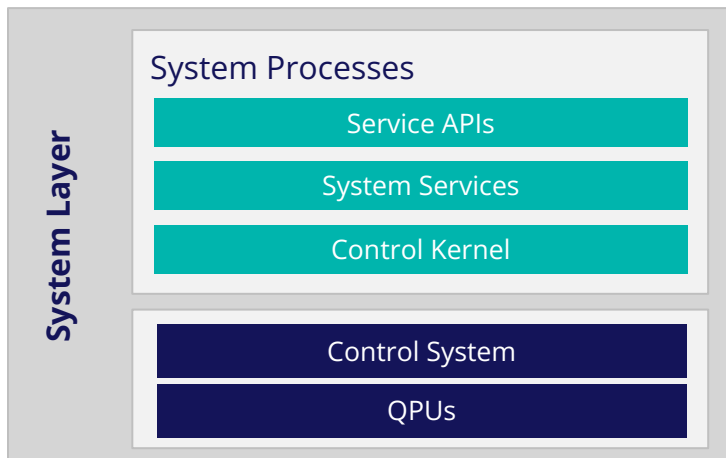 System Layer
System Processes
Service APIs
System Services
Control Kernel
Control System
QPUs